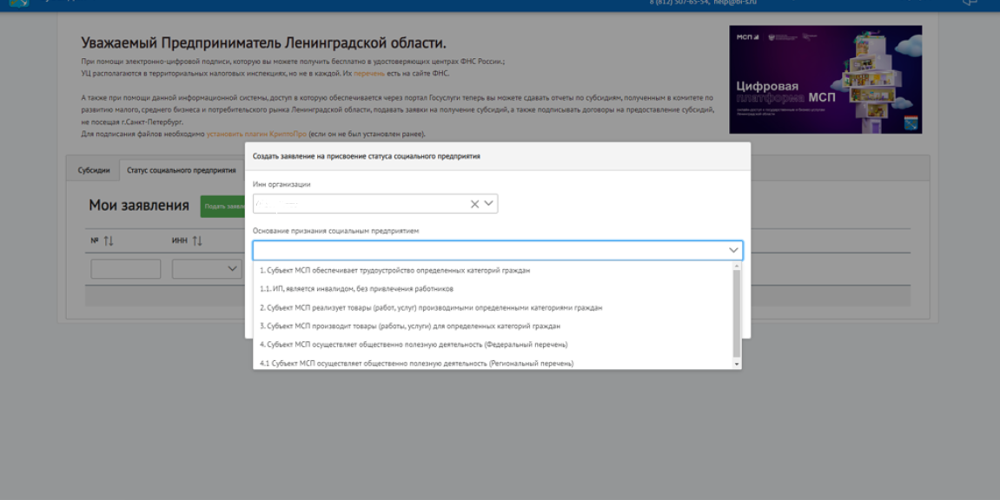 8 (812) 507-65-54, help@bi-s.ru
Уважаемый Предприниматель Ленинградской области.
При помощи электронно-цифровой подписи, которую вы можете получить бесплатно в удостоверяющих центрах ФНС России.;
УЦ располагаются в территориальных налоговых инспекциях, но не в каждой. Их перечень есть на сайте ФНС.
А также при помощи данной информационной системы, доступ в которую обеспечивается через портал Госуслуги теперь вы можете сдавать отчеты по субсидиям, полученным в комитете по
развитию малого, среднего бизнеса и потребительского рынка Ленинградской области, подавать заявки на получение субсидий, а также подписывать договоры на предоставление субсидий,
не посещая г.Санкт-Петербург.
Для подписания файлов необходимо установить плагин КриптоПро (если он не был установлен ранее).
МСП
Цифровая
платформа МСП
Субсидии
Статус социального предприятия
Создать заявление на присвоение статуса социального предприятия
Мои заявления
Подать заявл
№
ИНН
Инн организации
Основание признания социальным предприятием
1. Субъект МСП обеспечивает трудоустройство определенных категорий граждан
1.1. ИП, является инвалидом, без привлечения работников
2. Субъект МСП реализует товары (работ, услуг) производимыми определенными категориями граждан
3. Субъект МСП производит товары (работы, услуги) для определенных категорий граждан
4. Субъект МСП осуществляет общественно полезную деятельность (Федеральный перечень)
4.1 Субъект МСП осуществляет общественно полезную деятельность (Региональный перечень)